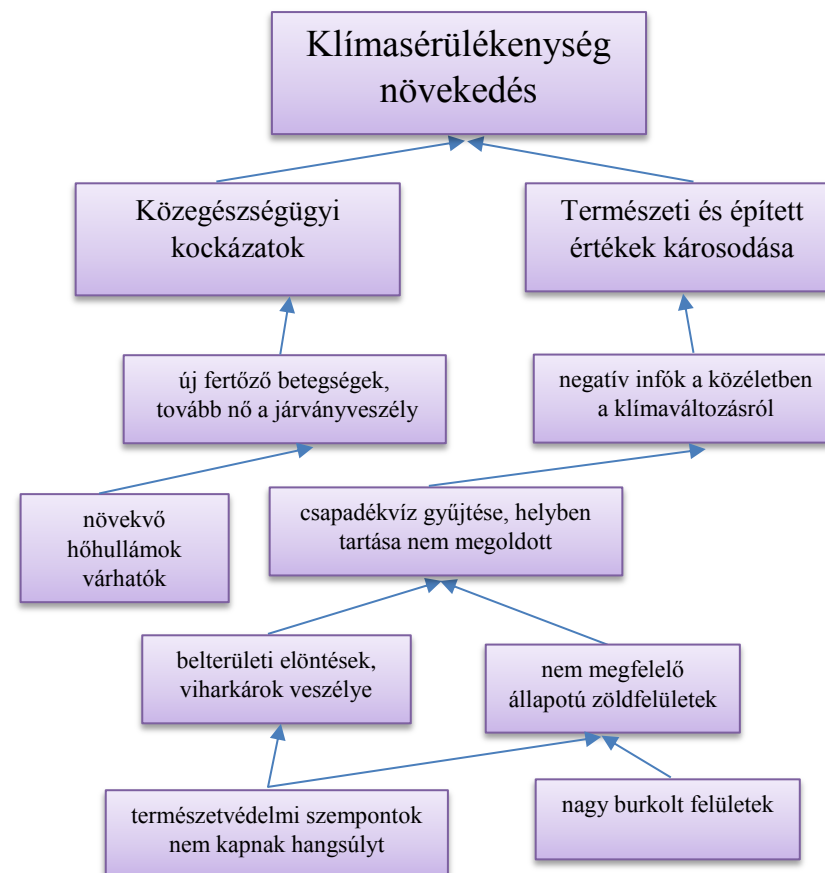 Klímasérülékenység
növekedés
Közegészségügyi
kockázatok
Természeti és épített
értékek károsodása
új fertőző betegségek,
tovább nő a járványveszély
negatív infók a közéletben
a klímaváltozásról
növekvő
hőhullámok
várhatók
csapadékvíz gyűjtése, helyben
tartása nem megoldott
belterületi elöntések,
viharkárok veszélye
nem megfelelő
állapotú zöldfelületek
természetvédelmi szempontok
nem kapnak hangsúlyt
nagy burkolt felületek